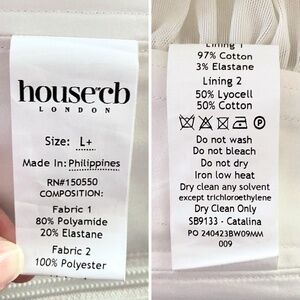 house cb
LONDON
Size: L+
Made In: Philippines
RN#150550
COMPOSITION:
Fabric 1
80% Polyamide
20% Elastane
Fabric 2
100% Polyester
Lining 1
97% Cotton
3% Elastane
Lining 2
50% Lyocell
50% Cotton
Do not wash
Do not bleach
Do not dry
Iron low heat
Dry clean any solvent
except trichloroethylene
Dry Clean Only
SB9133 - Catalina
PO 240423BW09MM
009